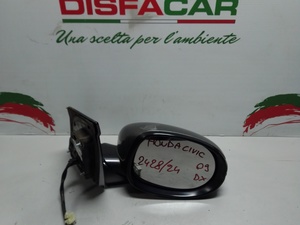 DISFACAR
Una scelta per l'ambiente
HONDA CIVIC
2428/24 09
DX